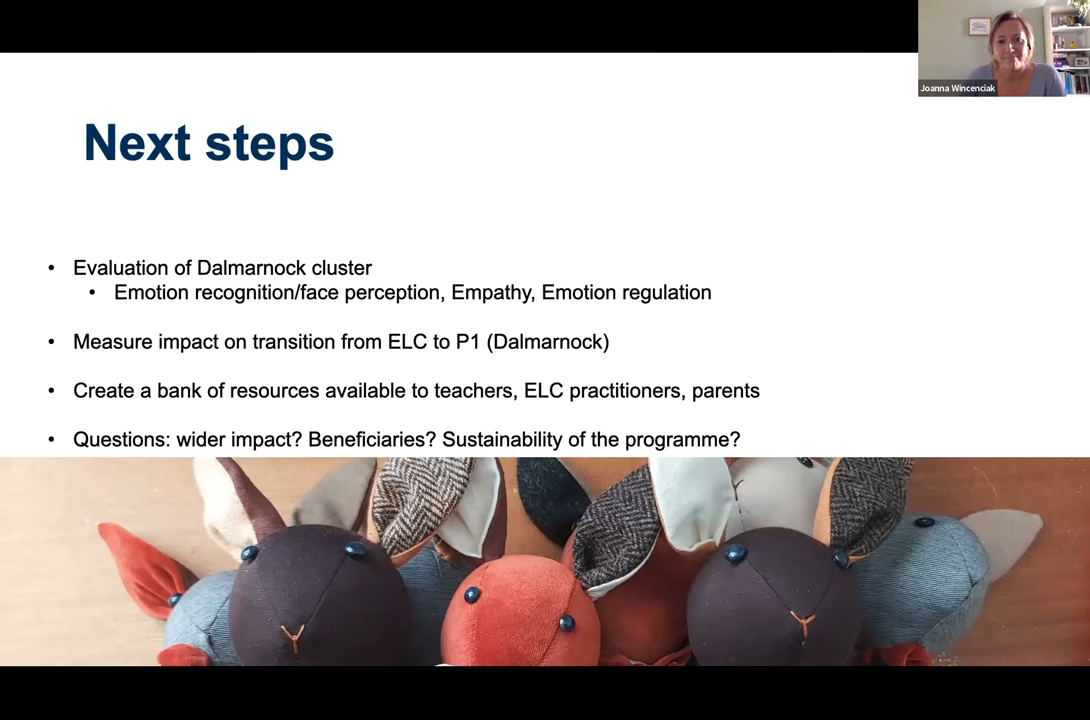 Joanna Wincenciak
Next steps
• Evaluation of Dalmarnock cluster
• Emotion recognition/face perception, Empathy, Emotion regulation
• Measure impact on transition from ELC to P1 (Dalmarnock)
• Create a bank of resources available to teachers, ELC practitioners, parents
• Questions: wider impact? Beneficiaries? Sustainability of the programme?